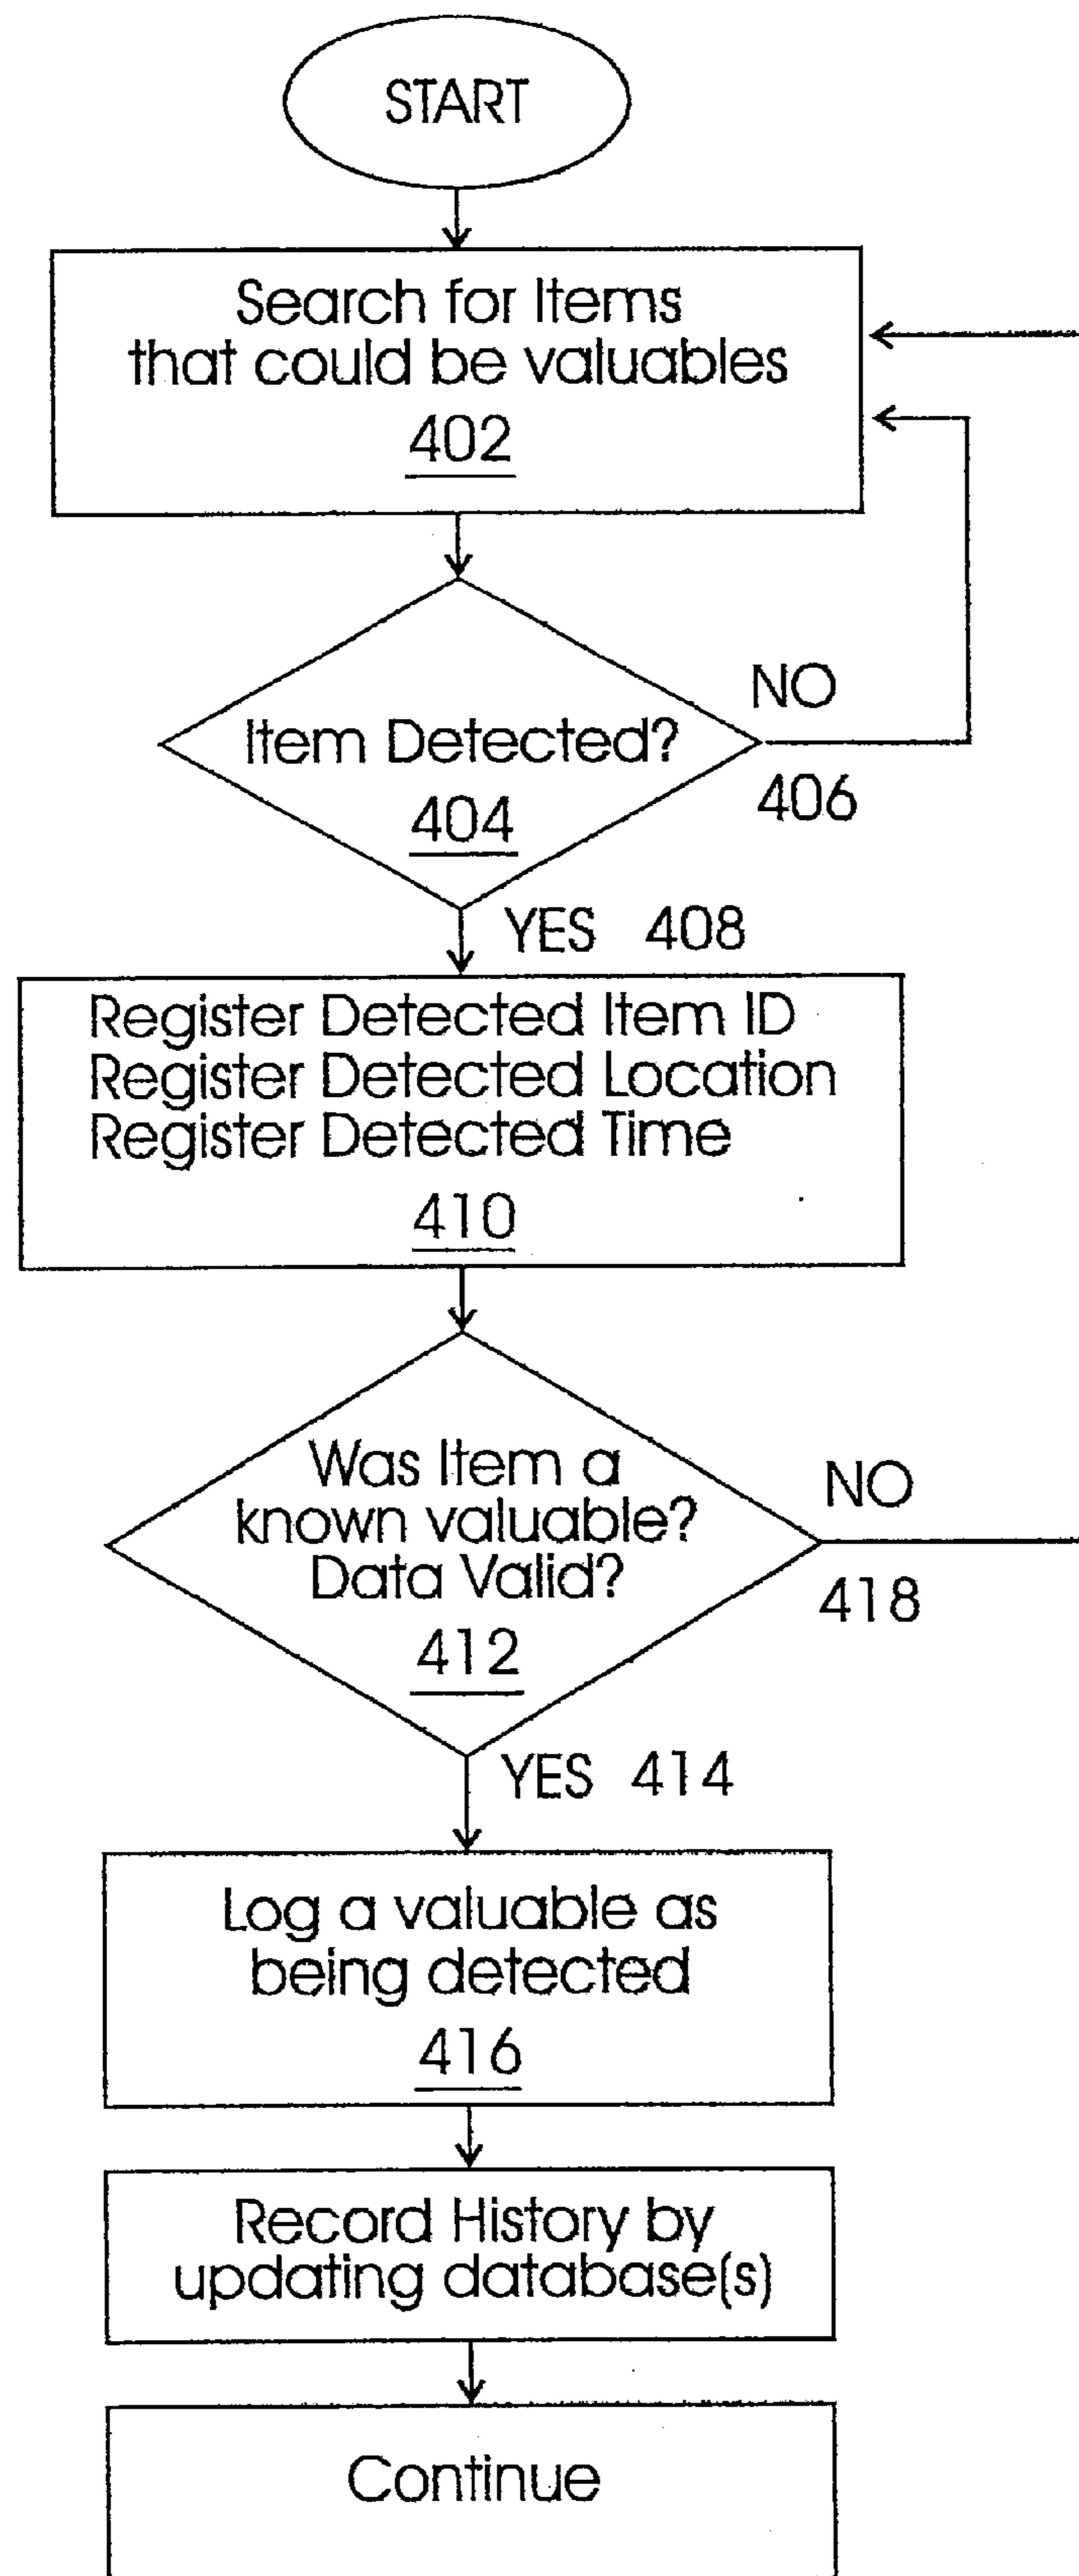 START
Search for Items
that could be valuables
402
Item Detected?
404
NO
406
YES 408
Register Detected Item ID
Register Detected Location
Register Detected Time
410
Was Item a
known valuable?
Data Valid?
412
NO
418
YES 414
Log a valuable as
being detected
416
Record History by
updating database(s)
Continue